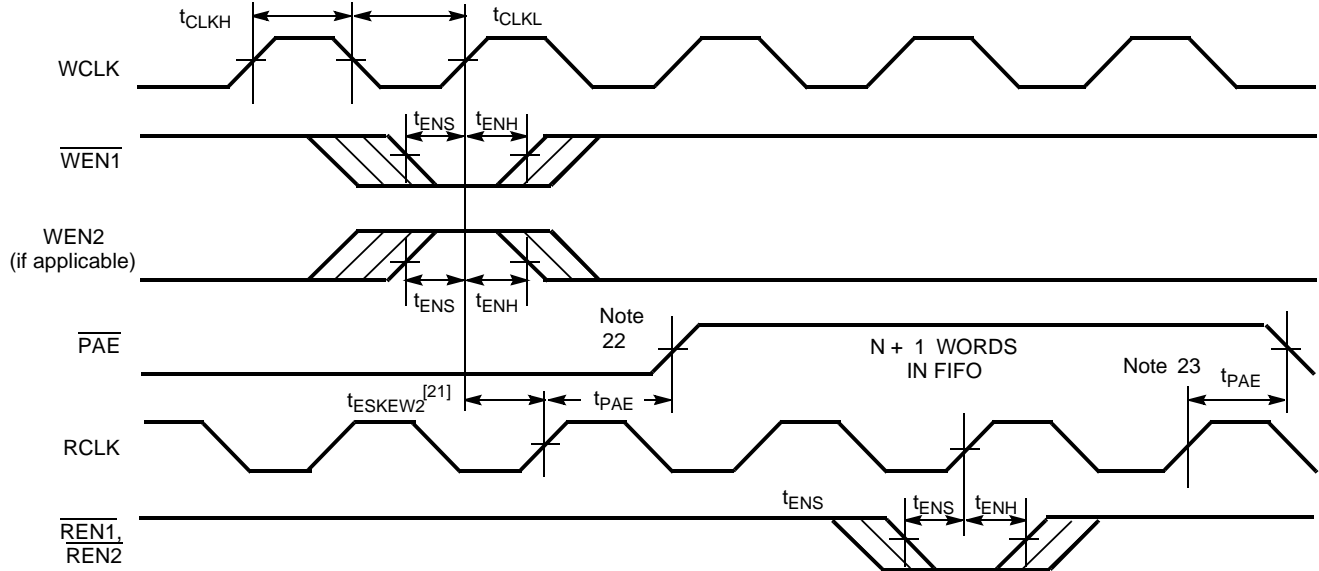 tCLKH
tCLKL
WCLK
tENS
tENH
WEN1
WEN2
(if applicable)
tENS
tENH
Note
22
PAE
N + 1 WORDS
IN FIFO
Note 23
tPAE
tESKEW2[21]
tPAE
RCLK
tENS
tENS
tENH
REN1,
REN2